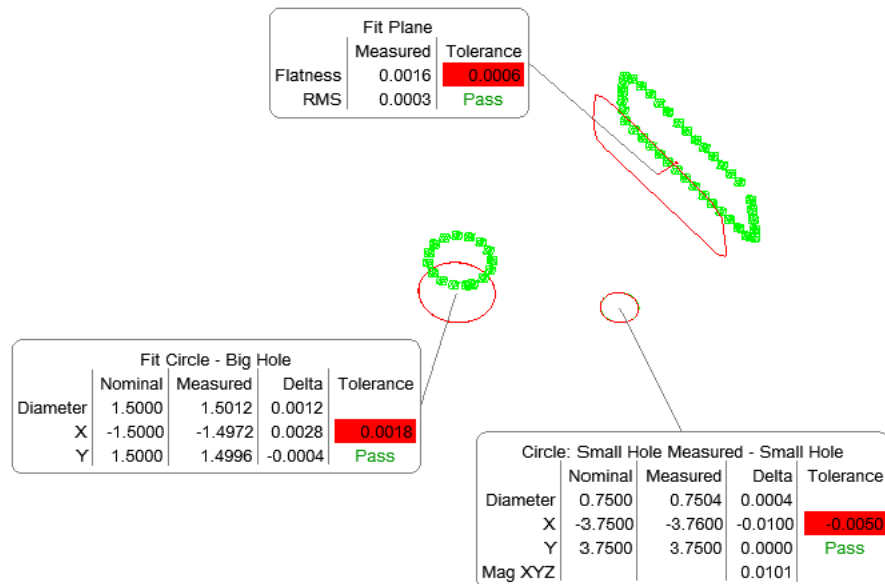 Fit Plane
Measured Tolerance
Flatness 0.0016 0.0006
RMS 0.0003 Pass
Fit Circle - Big Hole
Nominal Measured Delta Tolerance
Diameter 1.5000 1.5012 0.0012
X -1.5000 -1.4972 0.0028 0.0018
Y 1.5000 1.4996 -0.0004 Pass
Circle: Small Hole Measured - Small Hole
Nominal Measured Delta Tolerance
Diameter 0.7500 0.7504 0.0004
X -3.7500 -3.7600 -0.0100 -0.0050
Y 3.7500 3.7500 0.0000 Pass
Mag XYZ 0.0101